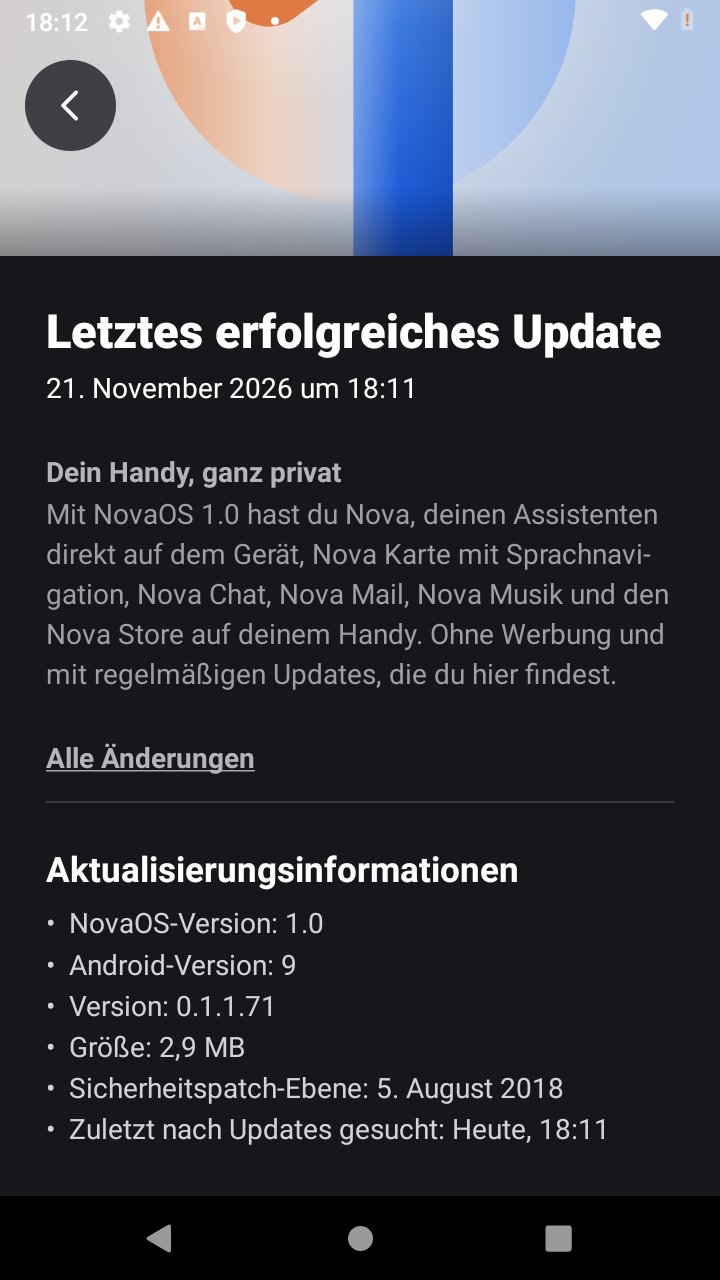 18:12
Letztes erfolgreiches Update
21. November 2026 um 18:11
Dein Handy, ganz privat
Mit NovaOS 1.0 hast du Nova, deinen Assistenten
direkt auf dem Gerät, Nova Karte mit Sprachnavi-
gation, Nova Chat, Nova Mail, Nova Musik und den
Nova Store auf deinem Handy. Ohne Werbung und
mit regelmäßigen Updates, die du hier findest.
Alle Änderungen
Aktualisierungsinformationen
• NovaOS-Version: 1.0
• Android-Version: 9
• Version: 0.1.1.71
• Größe: 2,9 MB
• Sicherheitspatch-Ebene: 5. August 2018
• Zuletzt nach Updates gesucht: Heute, 18:11